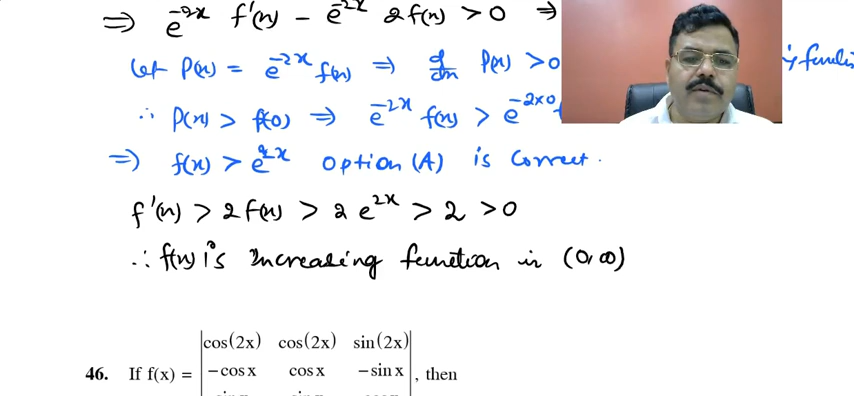 ⇒ e^-2x f'(x) - e^-2x 2f(x) > 0 ⇒
Let P(x) = e^-2x f(x) ⇒ d/dx P(x) > 0
∴ P(x) > P(0) ⇒ e^-2x f(x) > e^-2×0
⇒ f(x) > e^2x option (A) is correct.
f'(x) > 2f(x) > 2e^2x > 2 > 0
∴ f(x) is increasing function in (0, ∞)
cos(2x) cos(2x) sin(2x)
46. If f(x) = -cos x cos x -sin x , then